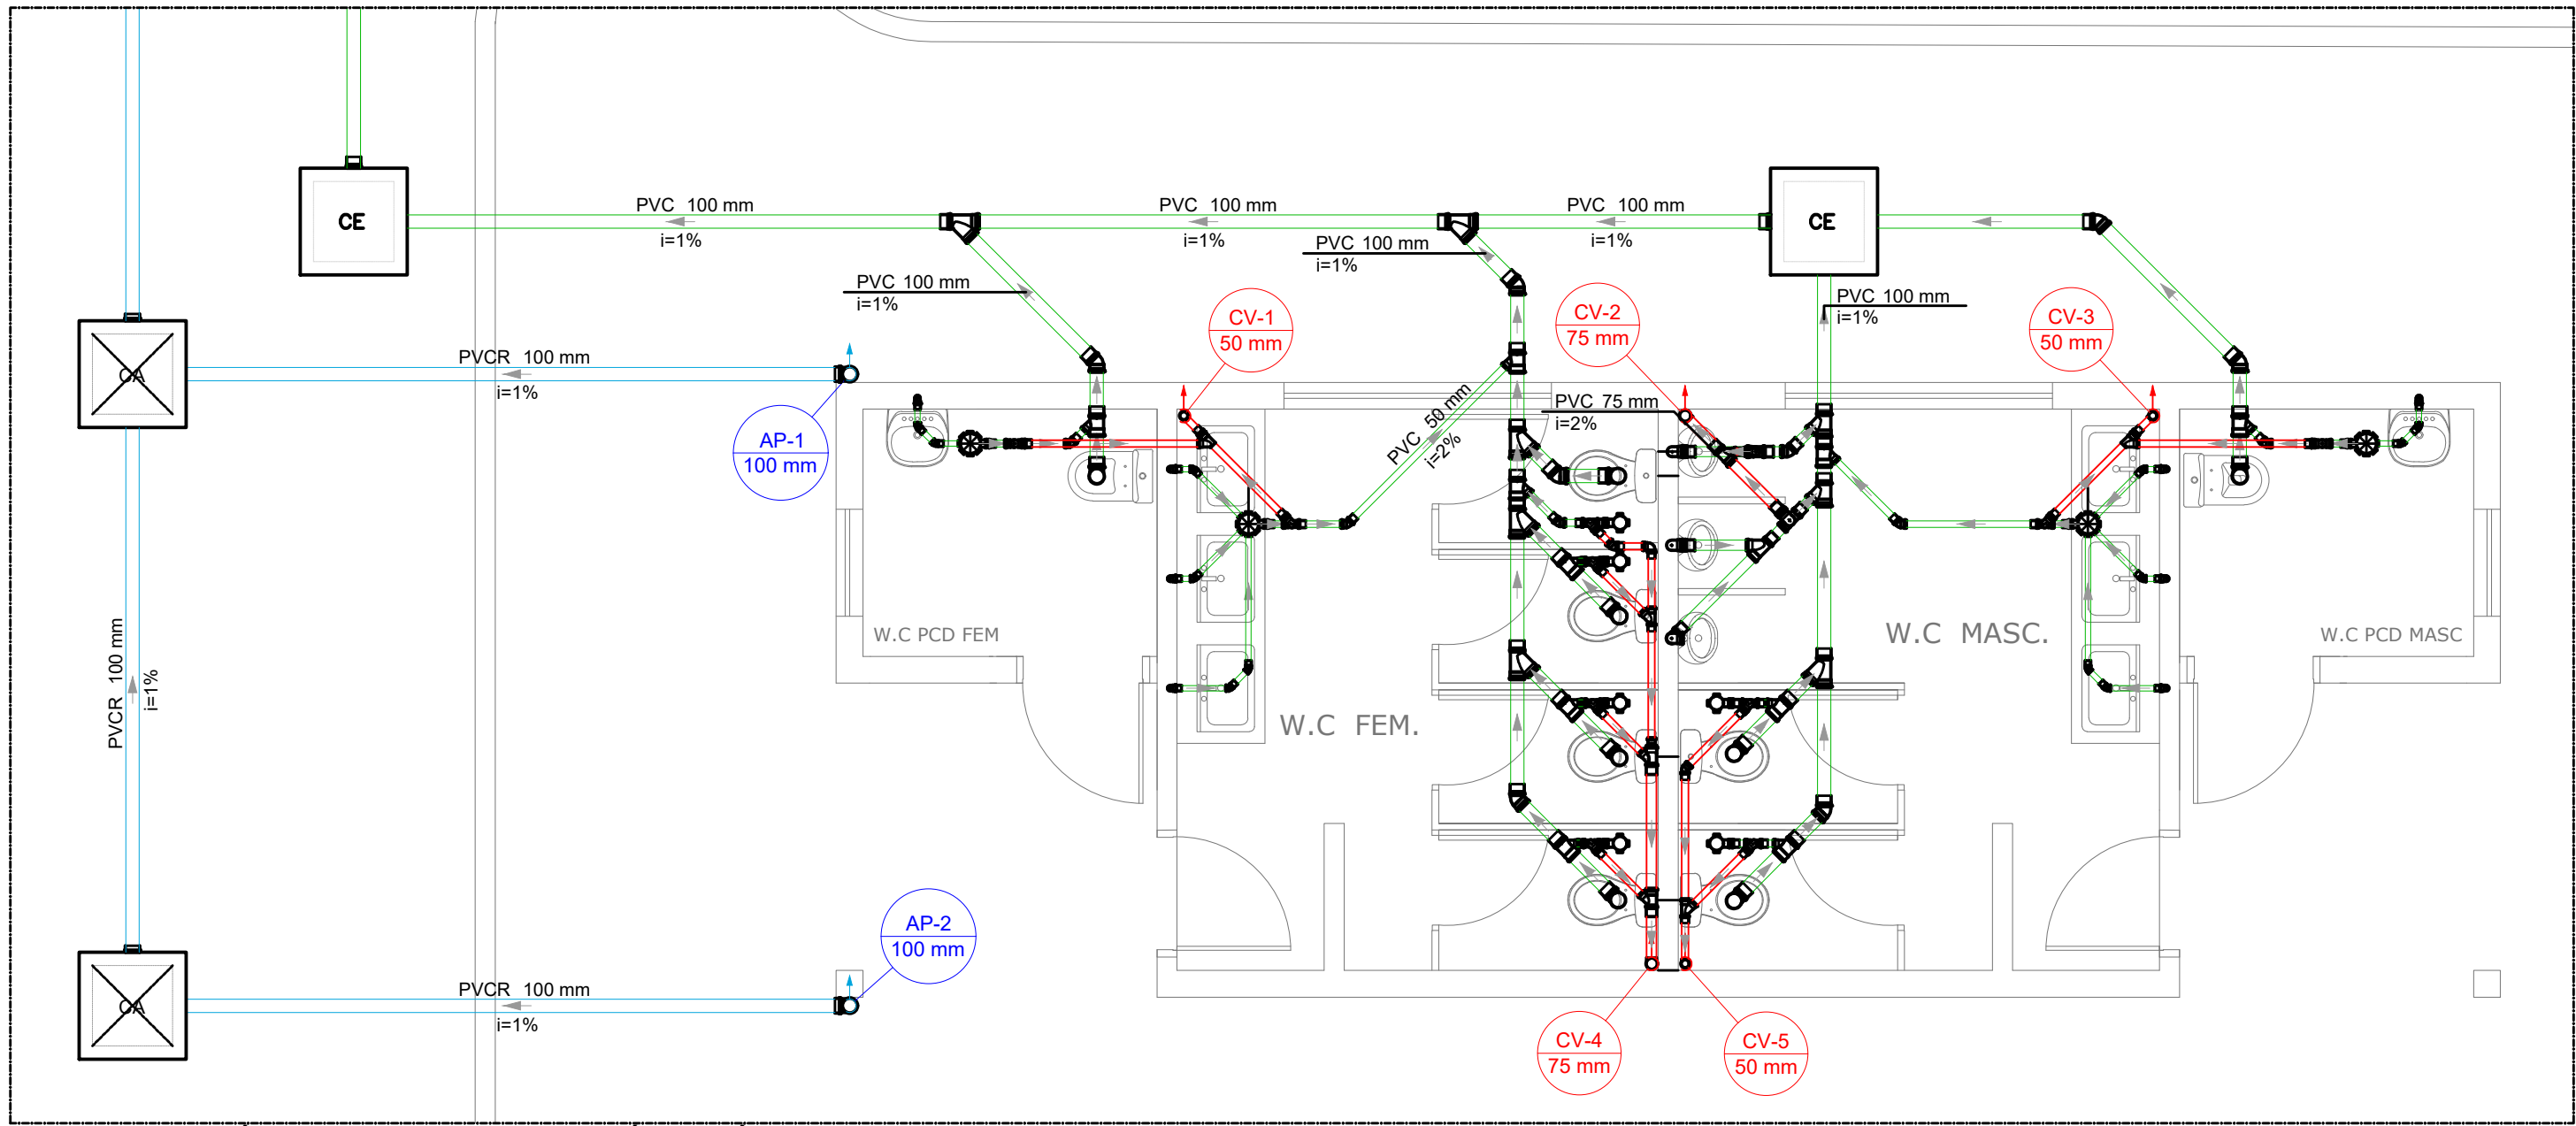 PVC 100 mm
i=1%
PVC 100 mm
i=1%
PVC 100 mm
i=1%
CE
CE
PVC 100 mm
i=1%
PVC 100 mm
i=1%
PVC 100 mm
i=1%
CV-1
50 mm
CV-2
75 mm
CV-3
50 mm
PVCR 100 mm
i=1%
CA
AP-1
100 mm
PVC 50 mm
i=2%
PVC 75 mm
i=2%
W.C PCD FEM
W.C MASC.
W.C PCD MASC
PVCR 100 mm
i=1%
W.C FEM.
AP-2
100 mm
PVCR 100 mm
i=1%
CA
CV-4
75 mm
CV-5
50 mm